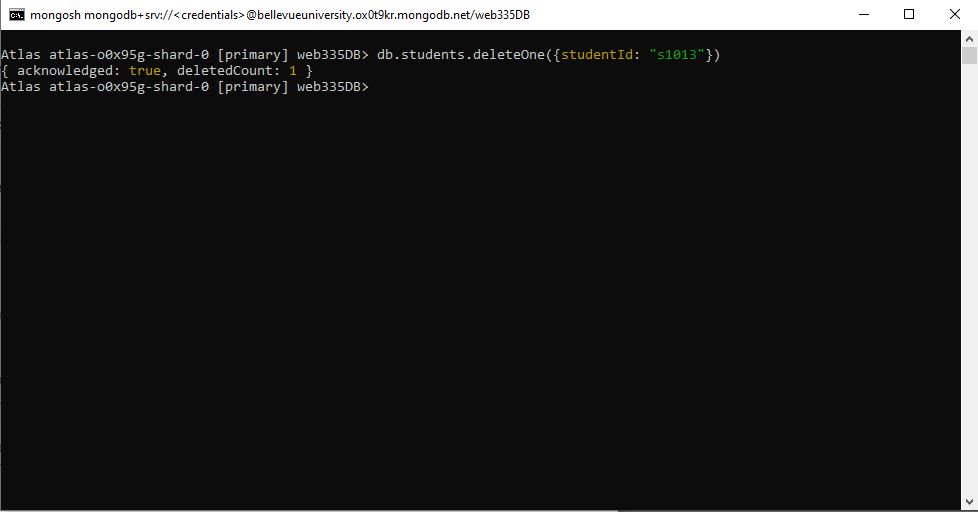 mongosh mongodb+srv://<credentials>@bellevueuniversity.ox0t9kr.mongodb.net/web335DB
Atlas atlas-o0x95g-shard-0 [primary] web335DB> db.students.deleteOne({studentId: "s1013"})
{ acknowledged: true, deletedCount: 1 }
Atlas atlas-o0x95g-shard-0 [primary] web335DB>